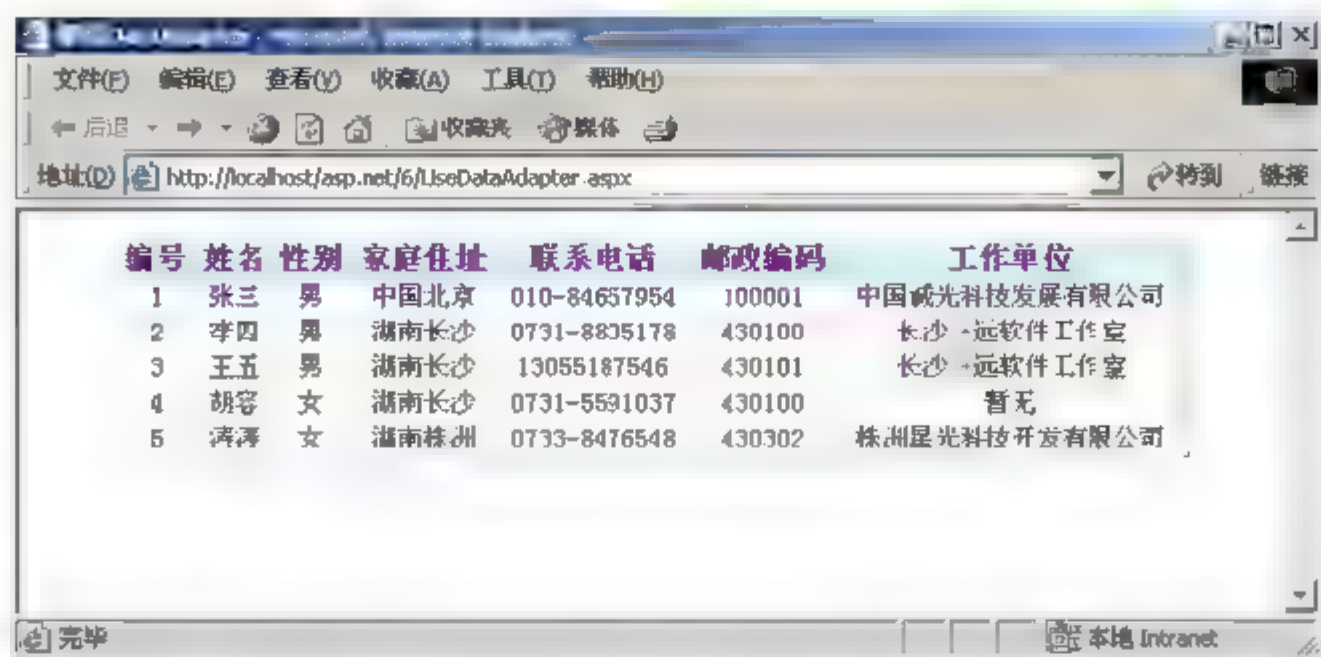 文件(F) 编辑(E) 查看(V) 收藏(A) 工具(T) 帮助(H)
后退 收藏夹 媒体
地址(D) http://localhost/asp.net/6/UseDataAdapter.aspx 转到 链接
编号 姓名 性别 家庭住址 联系电话 邮政编码 工作单位
1 张三 男 中国北京 010-84657954 100001 中国诚光科技发展有限公司
2 李四 男 湖南长沙 0731-8805178 430100 长沙 远软件工作室
3 王五 男 湖南长沙 13055187546 430101 长沙 远软件工作室
4 胡容 女 湖南长沙 0731-5591037 430100 暂无
5 女 湖南株洲 0733-8476548 430302 株洲星光科技开发有限公司
完毕 本地 Intranet